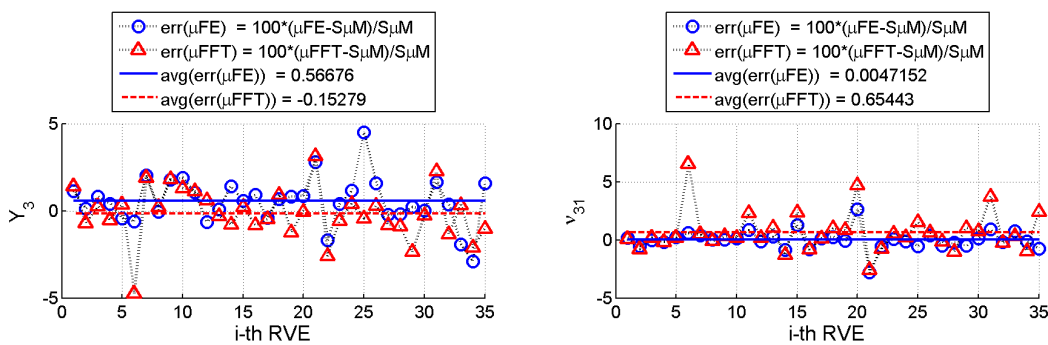 err(μFE) = 100*(μFE-SμM)/SμM
err(μFFT) = 100*(μFFT-SμM)/SμM
avg(err(μFE)) = 0.56676
avg(err(μFFT)) = -0.15279
5
0
-5
Y3
0 5 10 15 20 25 30 35
i-th RVE
err(μFE) = 100*(μFE-SμM)/SμM
err(μFFT) = 100*(μFFT-SμM)/SμM
avg(err(μFE)) = 0.0047152
avg(err(μFFT)) = 0.65443
10
5
0
-5
ν31
0 5 10 15 20 25 30 35
i-th RVE